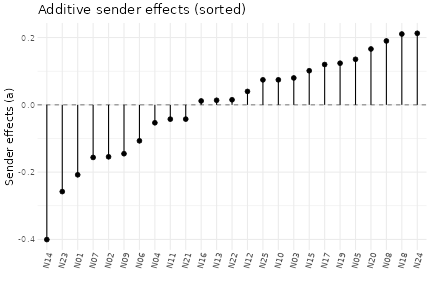 Additive sender effects (sorted)
Sender effects (a)
0.2
0.0
-0.2
-0.4
N14 N23 N01 N07 N02 N09 N06 N04 N11 N21 N16 N13 N22 N12 N25 N10 N03 N15 N17 N19 N05 N20 N08 N18 N24